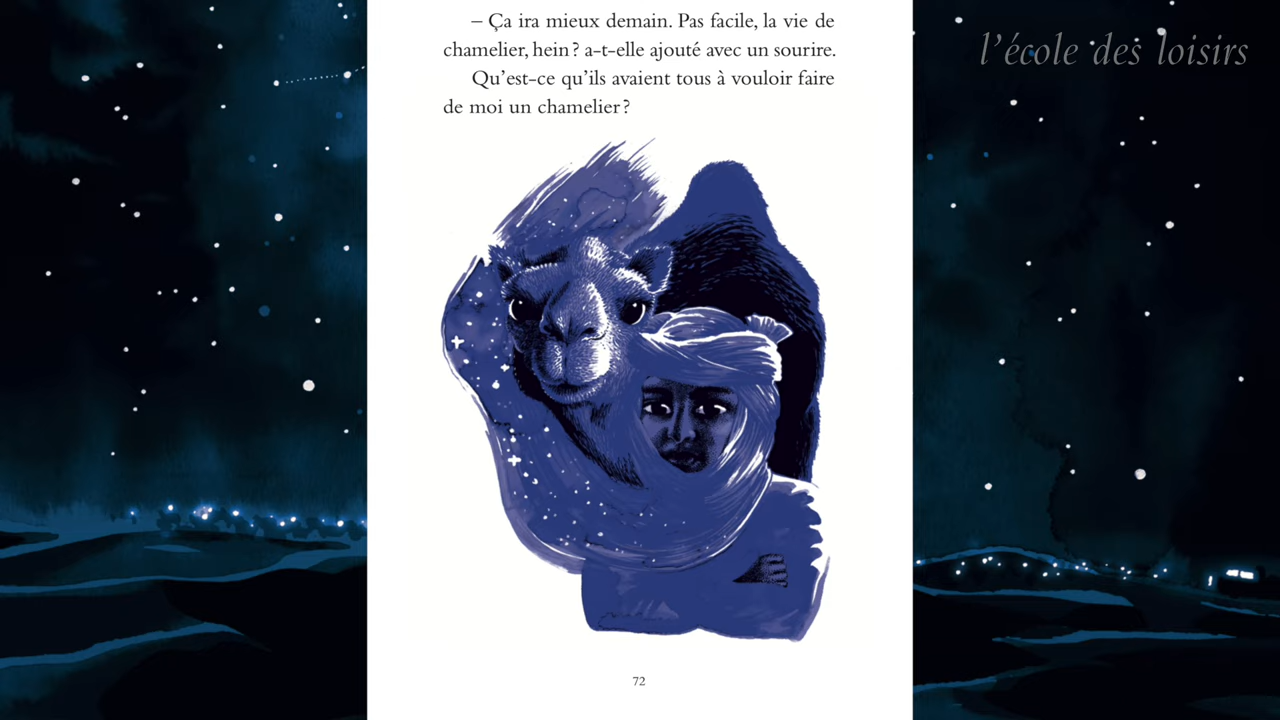 – Ça ira mieux demain. Pas facile, la vie de
chamelier, hein ? a-t-elle ajouté avec un sourire.
Qu’est-ce qu’ils avaient tous à vouloir faire
de moi un chamelier ?
l’école des loisirs
72